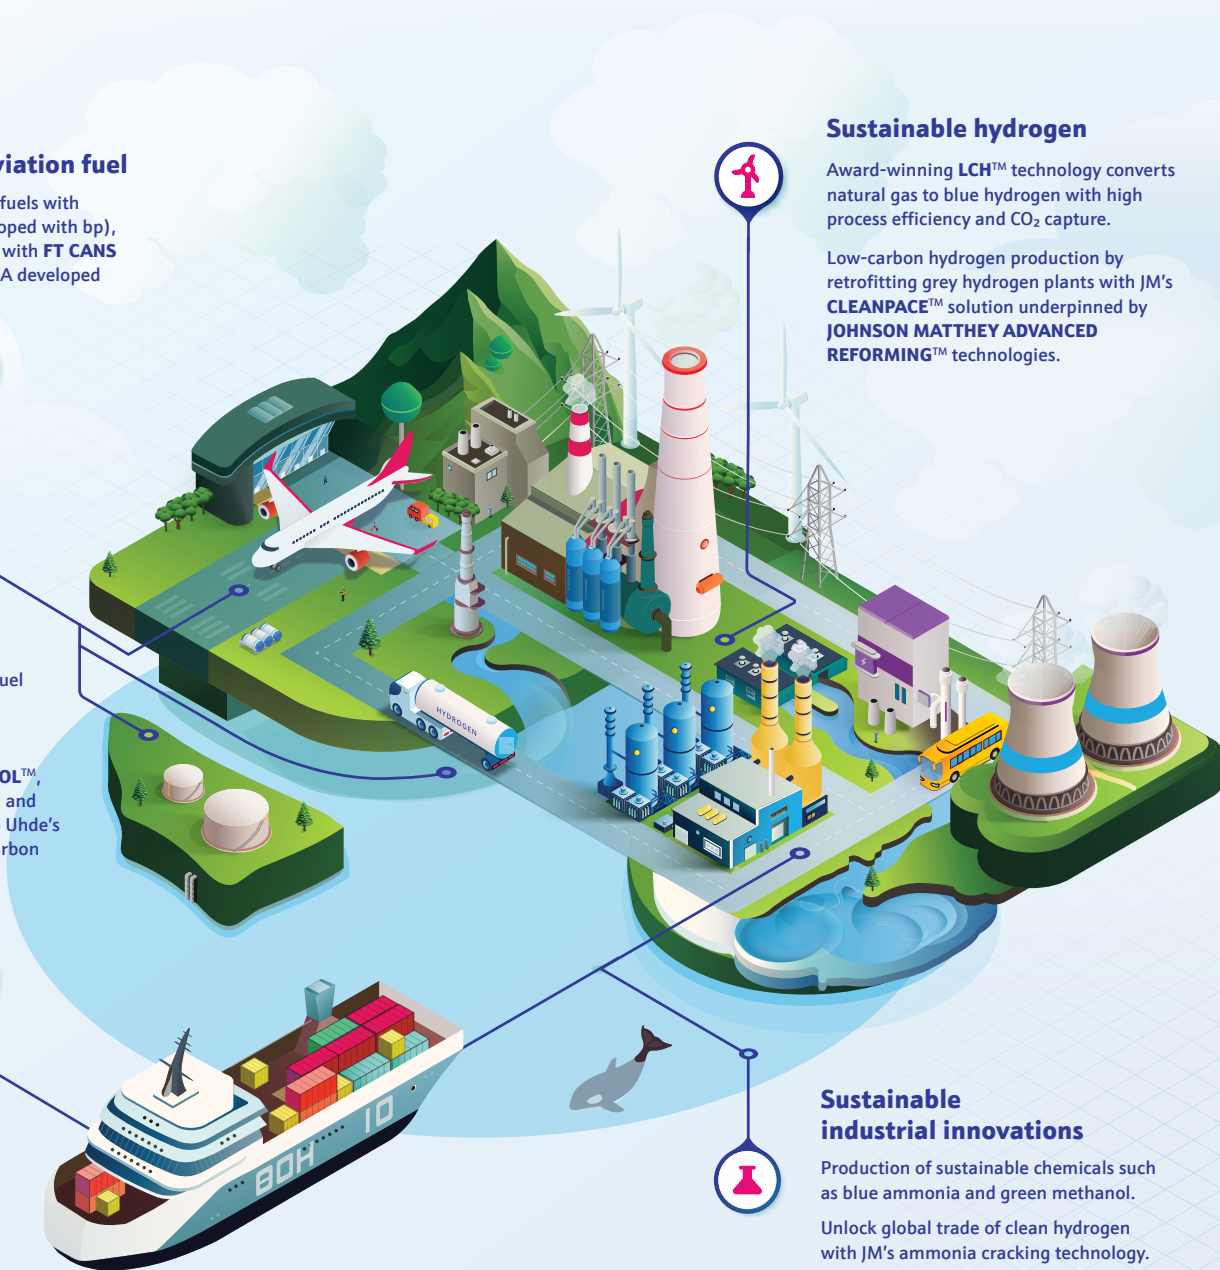 viation fuel
fuels with
oped with bp),
with FT CANS
A developed
uel
OL™,
and
Uhde's
rbon
Sustainable hydrogen
Award-winning LCH™ technology converts
natural gas to blue hydrogen with high
process efficiency and CO₂ capture.
Low-carbon hydrogen production by
retrofitting grey hydrogen plants with JM's
CLEANPACE™ solution underpinned by
JOHNSON MATTHEY ADVANCED
REFORMING™ technologies.
HYDROGEN
BOH 10
Sustainable
industrial innovations
Production of sustainable chemicals such
as blue ammonia and green methanol.
Unlock global trade of clean hydrogen
with JM's ammonia cracking technology.